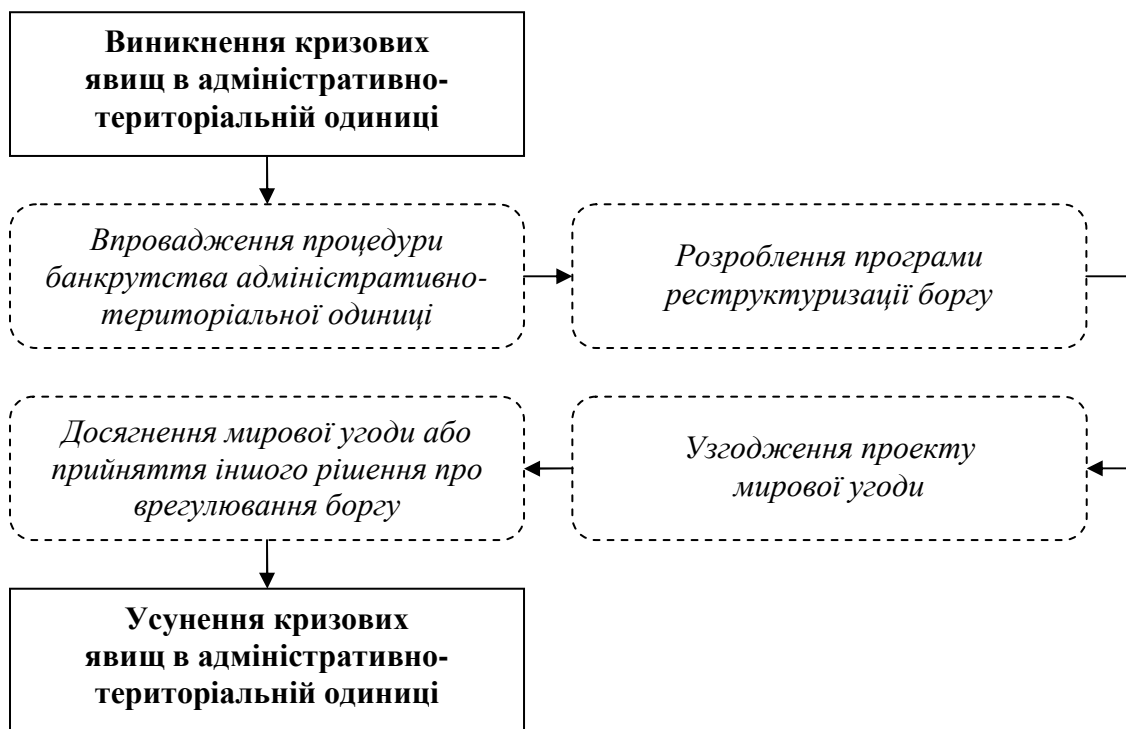 Виникнення кризових
явищ в адміністративно-
територіальній одиниці
Впровадження процедури
банкрутства адміністративно-
територіальної одиниці
Розроблення програми
реструктуризації боргу
Досягнення мирової угоди або
прийняття іншого рішення про
врегулювання боргу
Узгодження проекту
мирової угоди
Усунення кризових
явищ в адміністративно-
територіальній одиниці